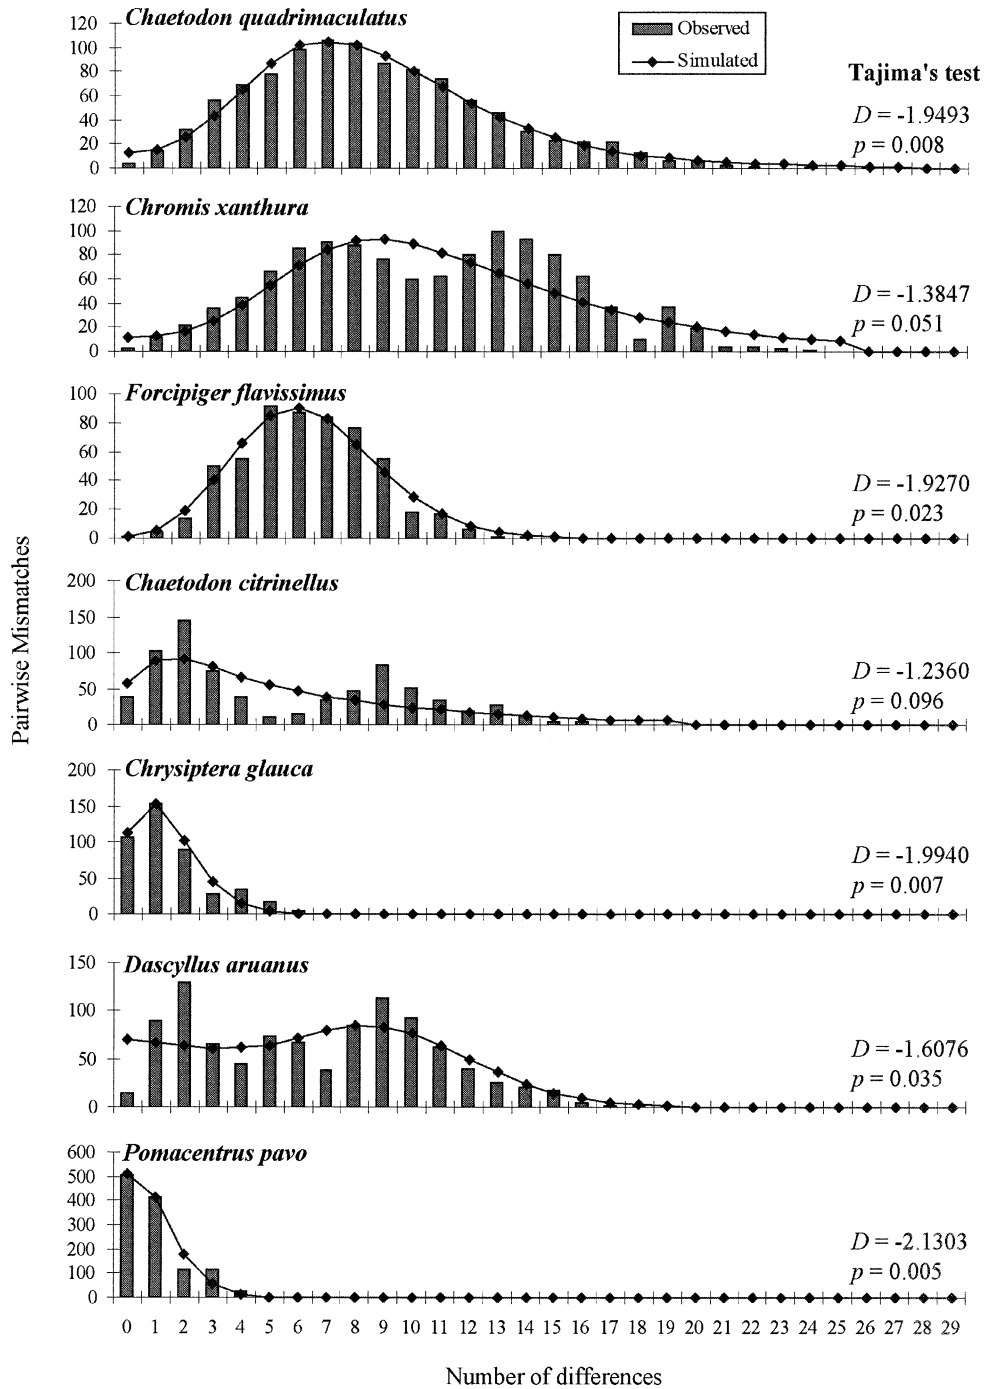 Chaetodon quadrimaculatus
Observed
Simulated
Tajima's test
D = -1.9493
p = 0.008
120
100
80
60
40
20
0
Chromis xanthura
D = -1.3847
p = 0.051
120
100
80
60
40
20
0
Forcipiger flavissimus
D = -1.9270
p = 0.023
100
80
60
40
20
0
Chaetodon citrinellus
D = -1.2360
p = 0.096
200
150
100
50
0
Chrysiptera glauca
D = -1.9940
p = 0.007
200
150
100
50
0
Dascyllus aruanus
D = -1.6076
p = 0.035
150
100
50
0
Pomacentrus pavo
D = -2.1303
p = 0.005
600
500
400
300
200
100
0
0 1 2 3 4 5 6 7 8 9 10 11 12 13 14 15 16 17 18 19 20 21 22 23 24 25 26 27 28 29
Number of differences
Pairwise Mismatches